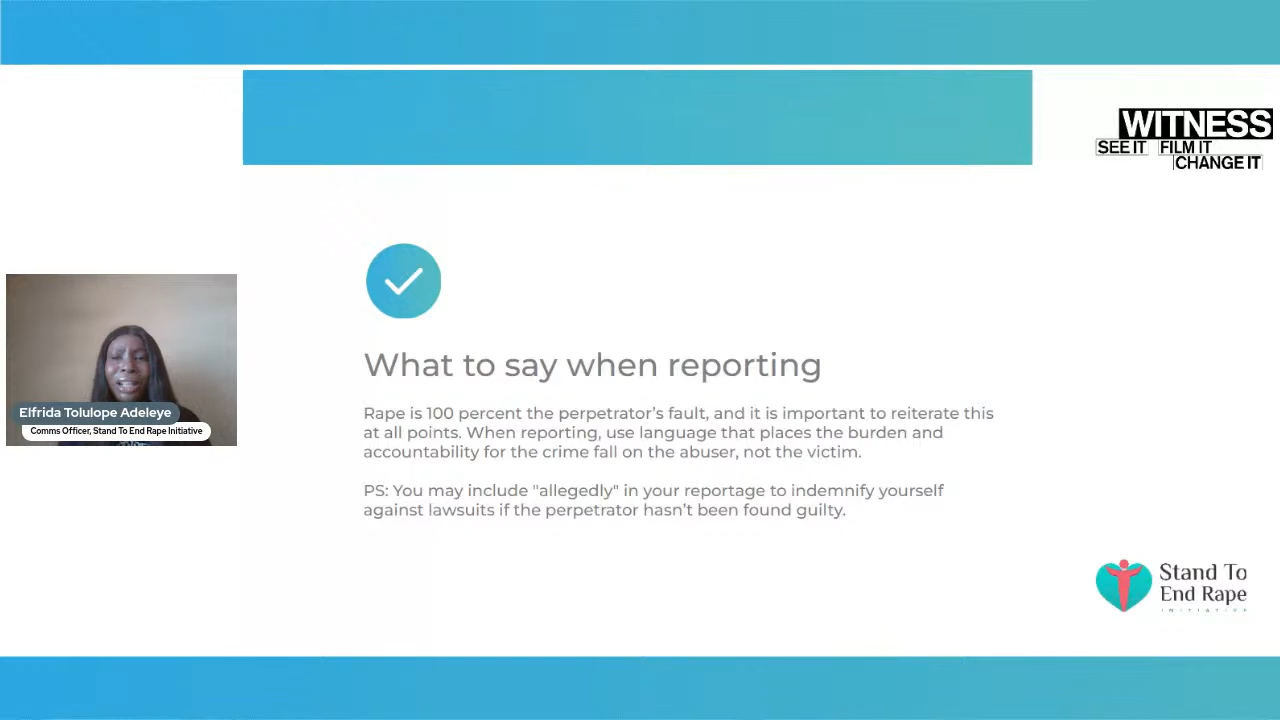 WITNESS
SEE IT FILM IT
CHANGE IT
What to say when reporting
Rape is 100 percent the perpetrator's fault, and it is important to reiterate this
at all points. When reporting, use language that places the burden and
accountability for the crime fall on the abuser, not the victim.
PS: You may include "allegedly" in your reportage to indemnify yourself
against lawsuits if the perpetrator hasn't been found guilty.
Elfrida Tolulope Adeleye
Comms Officer, Stand To End Rape Initiative
Stand To
End Rape
INITIATIVE